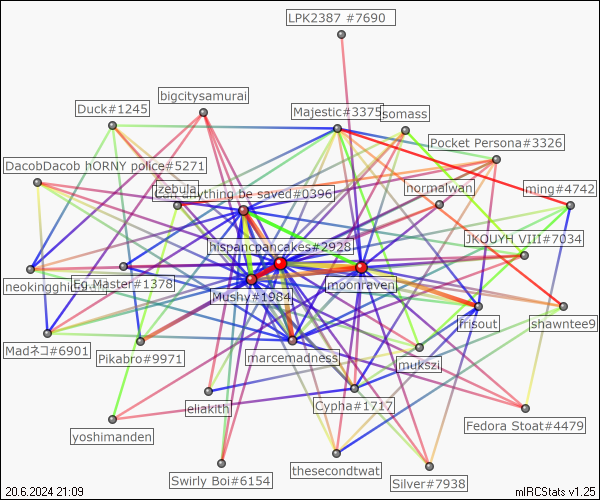 LPK2387 #7690
bigcitysamurai
Duck#1245
Majestic#3375
somass
Pocket Persona#3326
DacobDacob hORNY police#5271
zebula
anything be saved#0396
normalwan
ming#4742
hispancpancakes#2928
JKOUYH VIII#7034
Eg Master#1378
Mushy#1984
moonraven
frisout
shawntee9
Madネコ#6901
Pikabro#9971
marcemadness
mukszi
eliakith
Cypha#1717
Fedora Stoat#4479
yoshimanden
Swirly Boi#6154
thesecondtwat
Silver#7938
20.6.2024 21:09
mIRCStats v1.25